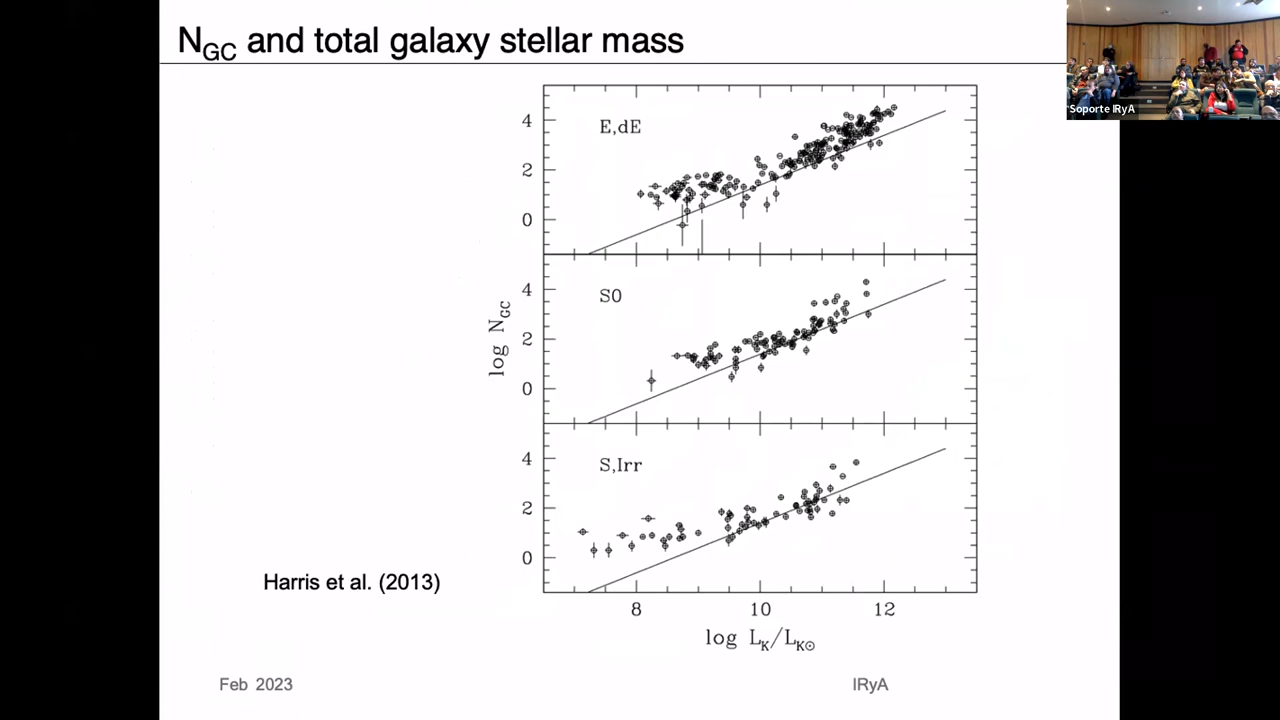 N_GC and total galaxy stellar mass
Soporte IRyA
E,dE
4
2
0
S0
4
2
0
log N_GC
S,Irr
4
2
0
8 10 12
log L_K/L_K⊙
Harris et al. (2013)
Feb 2023
IRyA